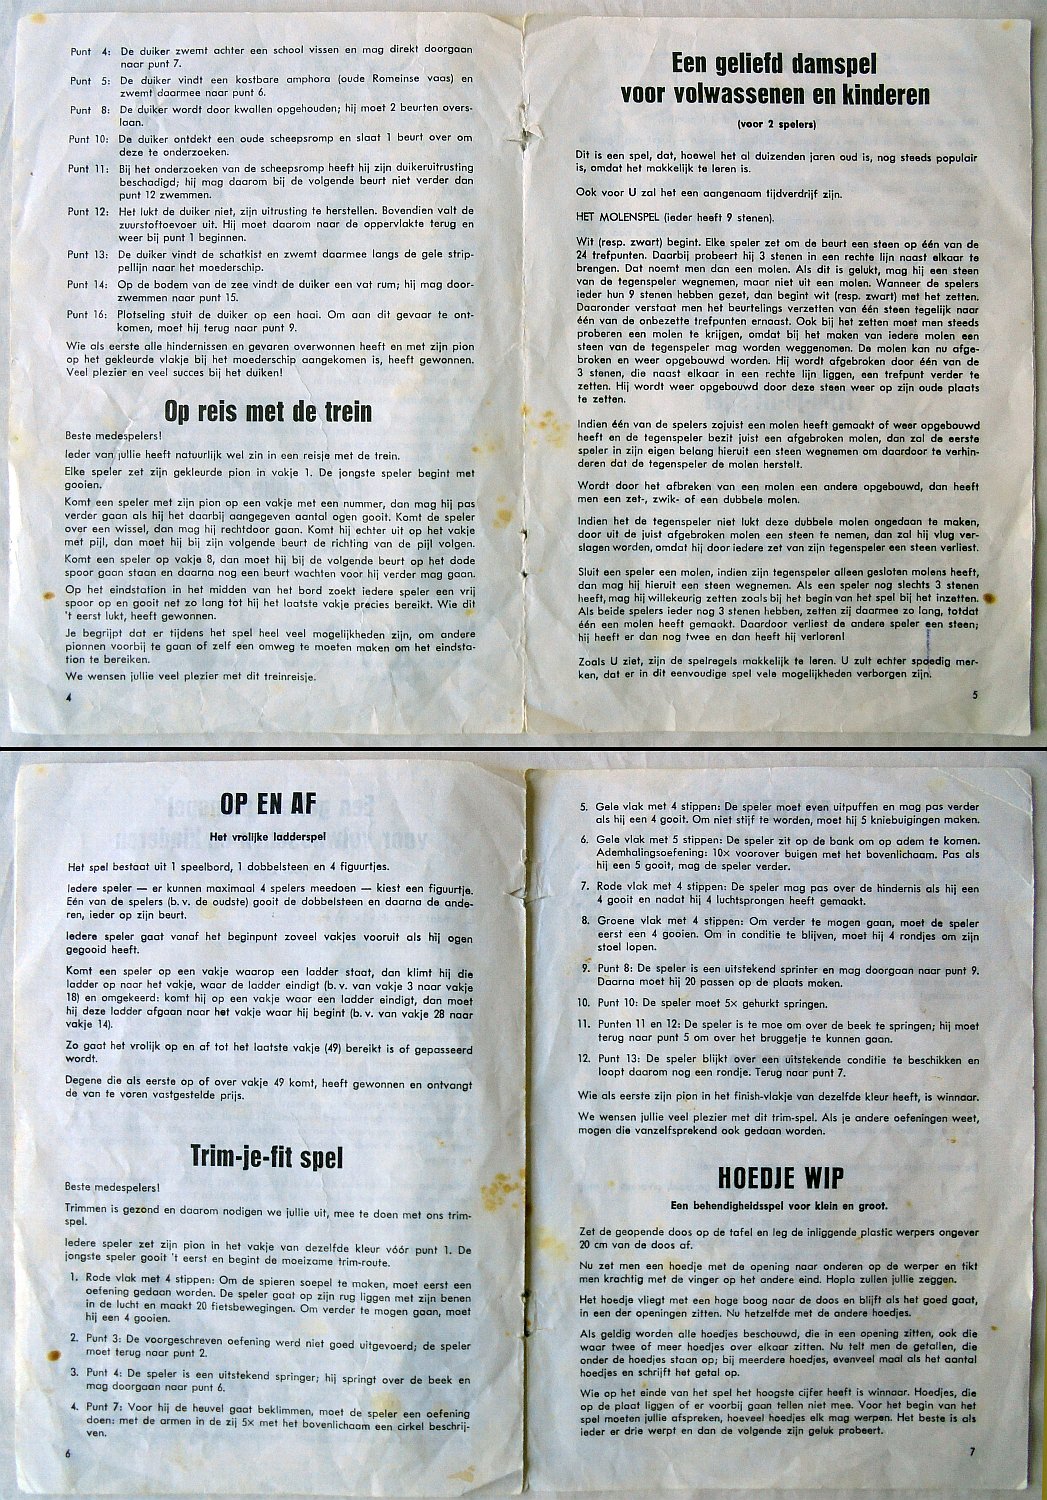 Punt 4: De duiker zwemt achter een school vissen en mag direkt doorgaan
naar punt 7.
Punt 5: De duiker vindt een kostbare amphora (oude Romeinse vaas) en
zwemt daarmee naar punt 6.
Punt 8: De duiker wordt door kwallen opgehouden; hij moet 2 beurten overs-
laan.
Punt 10: De duiker ontdekt een oude scheepsromp en slaat 1 beurt over om
deze te onderzoeken.
Punt 11: Bij het onderzoeken van de scheepsromp heeft hij zijn duikeruitrusting
beschadigd; hij mag daarom bij de volgende beurt niet verder dan
punt 12 zwemmen.
Punt 12: Het lukt de duiker niet, zijn uitrusting te herstellen. Bovendien valt de
zuurstoftoevoer uit. Hij moet daarom naar de oppervlakte terug en
weer bij punt 1 beginnen.
Punt 13: De duiker vindt de schatkist en zwemt daarmee langs de gele strip-
pellijn naar het moederschip.
Punt 14: Op de bodem van de zee vindt de duiker een vat rum; hij mag door-
zwemmen naar punt 15.
Punt 16: Plotseling stuit de duiker op een haai. Om aan dit gevaar te ont-
komen, moet hij terug naar punt 9.
Wie als eerste alle hindernissen en gevaren overwonnen heeft en met zijn pion
op het gekleurde vlakje bij het moederschip aangekomen is, heeft gewonnen.
Veel plezier en veel succes bij het duiken!
Op reis met de trein
Beste medespelers!
Ieder van jullie heeft natuurlijk wel zin in een reisje met de trein.
Elke speler zet zijn gekleurde pion in vakje 1. De jongste speler begint met
gooien.
Komt een speler met zijn pion op een vakje met een nummer, dan mag hij pas
verder gaan als hij het daarbij aangegeven aantal ogen gooit. Komt de speler
over een wissel, dan mag hij rechtdoor gaan. Komt hij echter uit op het vakje
met pijl, dan moet hij bij zijn volgende beurt de richting van de pijl volgen.
Komt een speler op vakje 8, dan moet hij bij de volgende beurt op het dode
spoor gaan staan en daarna nog een beurt wachten voor hij verder mag gaan.
Op het eindstation in het midden van het bord zoekt iedere speler een vrij
spoor op en gooit net zo lang tot hij het laatste vakje précies bereikt. Wie dit
't eerst lukt, heeft gewonnen.
Je begrijpt dat er tijdens het spel heel veel mogelijkheden zijn, om andere
pionnen voorbij te gaan of zelf een omweg te moeten maken om het eindsta-
tion te bereiken.
We wensen jullie veel plezier met dit treinreisje.
4
Een geliefd damspel
voor volwassenen en kinderen
(voor 2 spelers)
Dit is een spel, dat, hoewel het al duizenden jaren oud is, nog steeds populair
is, omdat het makkelijk te leren is.
Ook voor U zal het een aangenaam tijdverdrijf zijn.
HET MOLENSPEL (ieder heeft 9 stenen).
Wit (resp. zwart) begint. Elke speler zet om de beurt een steen op één van de
24 trefpunten. Daarbij probeert hij 3 stenen in een rechte lijn naast elkaar te
brengen. Dat noemt men dan een molen. Als dit is gelukt, mag hij een steen
van de tegenspeler wegnemen, maar niet uit een molen. Wanneer de spelers
ieder hun 9 stenen hebben gezet, dan begint wit (resp. zwart) met het zetten.
Daaronder verstaat men het beurtelings verzetten van één steen tegelijk naar
één van de onbezette trefpunten ernaast. Ook bij het zetten moet men steeds
proberen een molen te krijgen, omdat bij het maken van iedere molen een
steen van de tegenspeler mag worden weggenomen. De molen kan nu afge-
broken en weer opgebouwd worden. Hij wordt afgebroken door één van de
3 stenen, die naast elkaar in een rechte lijn liggen, een trefpunt verder te
zetten. Hij wordt weer opgebouwd door deze steen weer op zijn oude plaats
te zetten.
Indien één van de spelers zojuist een molen heeft gemaakt of weer opgebouwd
heeft en de tegenspeler bezit juist een afgebroken molen, dan zal de eerste
speler in zijn eigen belang hieruit een steen wegnemen om daardoor te verhin-
deren dat de tegenspeler de molen herstelt.
Wordt door het afbreken van een molen een andere opgebouwd, dan heeft
men een zet-, zwik- of een dubbele molen.
Indien het de tegenspeler niet lukt deze dubbele molen ongedaan te maken,
door uit de juist afgebroken molen een steen te nemen, dan zal hij vlug ver-
slagen worden, omdat hij door iedere zet van zijn tegenspeler een steen verliest.
Sluit een speler een molen, indien zijn tegenspeler alleen gesloten molens heeft,
dan mag hij hieruit een steen wegnemen. Als een speler nog slechts 3 stenen
heeft, mag hij willekeurig zetten zoals bij het begin van het spel bij het inzetten.
Als beide spelers ieder nog 3 stenen hebben, zetten zij daarmee zo lang, totdat
één een molen heeft gemaakt. Daardoor verliest de andere speler een steen;
hij heeft er dan nog twee en dan heeft hij verloren!
Zoals U ziet, zijn de spelregels makkelijk te leren. U zult echter spoedig mer-
ken, dat er in dit eenvoudige spel vele mogelijkheden verborgen zijn.
5
OP EN AF
Het vrolijke ladderspel
Het spel bestaat uit 1 speelbord, 1 dobbelsteen en 4 figuurtjes.
Iedere speler — er kunnen maximaal 4 spelers meedoen — kiest een figuurtje.
Eén van de spelers (b. v. de oudste) gooit de dobbelsteen en daarna de ande-
ren, ieder op zijn beurt.
Iedere speler gaat vanaf het beginpunt zoveel vakjes vooruit als hij ogen
gegooid heeft.
Komt een speler op een vakje waarop een ladder staat, dan klimt hij die
ladder op naar het vakje, waar de ladder eindigt (b. v. van vakje 3 naar vakje
18) en omgekeerd: komt hij op een vakje waar een ladder eindigt, dan moet
hij deze ladder afgaan naar het vakje waar hij begint (b. v. van vakje 28 naar
vakje 14).
Zo gaat het vrolijk op en af tot het laatste vakje (49) bereikt is of gepasseerd
wordt.
Degene die als eerste op of over vakje 49 komt, heeft gewonnen en ontvangt
de van te voren vastgestelde prijs.
Trim-je-fit spel
Beste medespelers!
Trimmen is gezond en daarom nodigen we jullie uit, mee te doen met ons trim-
spel.
Iedere speler zet zijn pion in het vakje van dezelfde kleur vóór punt 1. De
jongste speler gooit 't eerst en begint de moeizame trim-route.
1. Rode vlak met 4 stippen: Om de spieren soepel te maken, moet eerst een
oefening gedaan worden. De speler gaat op zijn rug liggen met zijn benen
in de lucht en maakt 20 fietsbewegingen. Om verder te mogen gaan, moet
hij een 4 gooien.
2. Punt 3: De voorgeschreven oefening werd niet goed uitgevoerd; de speler
moet terug naar punt 2.
3. Punt 4: De speler is een uitstekend springer; hij springt over de beek en
mag doorgaan naar punt 6.
4. Punt 7: Voor hij de heuvel gaat beklimmen, moet de speler een oefening
doen: met de armen in de zij 5x met het bovenlichaam een cirkel beschrij-
ven.
6
5. Gele vlak met 4 stippen: De speler moet even uitpuffen en mag pas verder
als hij een 4 gooit. Om niet stijf te worden, moet hij 5 kniebuigingen maken.
6. Gele vlak met 5 stippen: De speler zit op de bank om op adem te komen.
Ademhalingsoefening: 10x voorover buigen met het bovenlichaam. Pas als
hij een 5 gooit, mag de speler verder.
7. Rode vlak met 4 stippen: De speler mag pas over de hindernis als hij een
4 gooit en nadat hij 4 luchtsprongen heeft gemaakt.
8. Groene vlak met 4 stippen: Om verder te mogen gaan, moet de speler
eerst een 4 gooien. Om in conditie te blijven, moet hij 4 rondjes om zijn
stoel lopen.
9. Punt 8: De speler is een uitstekend sprinter en mag doorgaan naar punt 9.
Daarna moet hij 20 passen op de plaats maken.
10. Punt 10: De speler moet 5x gehurkt springen.
11. Punten 11 en 12: De speler is te moe om over de beek te springen; hij moet
terug naar punt 5 om over het bruggetje te kunnen gaan.
12. Punt 13: De speler blijkt over een uitstekende conditie te beschikken en
loopt daarom nog een rondje. Terug naar punt 7.
Wie als eerste zijn pion in het finish-vlakje van dezelfde kleur heeft, is winnaar.
We wensen jullie veel plezier met dit trim-spel. Als je andere oefeningen weet,
mogen die vanzelfsprekend ook gedaan worden.
HOEDJE WIP
Een behendigheidsspel voor klein en groot.
Zet de geopende doos op de tafel en leg de inliggende plastic werpers ongever
20 cm van de doos af.
Nu zet men een hoedje met de opening naar onderen op de werper en tikt
men krachtig met de vinger op het andere eind. Hopla zullen jullie zeggen.
Het hoedje vliegt met een hoge boog naar de doos en blijft als het goed gaat,
in een der openingen zitten. Nu hetzelfde met de andere hoedjes.
Als geldig worden alle hoedjes beschouwd, die in een opening zitten, ook die
waar twee of meer hoedjes over elkaar zitten. Nu telt men de getallen, die
onder de hoedjes staan op; bij meerdere hoedjes, evenveel maal als het aantal
hoedjes en schrijft het getal op.
Wie op het einde van het spel het hoogste cijfer heeft is winnaar. Hoedjes, die
op de plaat liggen of er voorbij gaan tellen niet mee. Voor het begin van het
spel moeten jullie afspreken, hoeveel hoedjes elk mag werpen. Het beste is als
ieder er drie werpt en dan de volgende zijn geluk probeert.
7